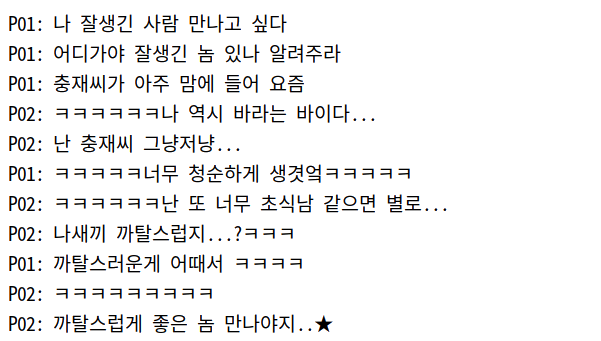 P01: 나 잘생긴 사람 만나고 싶다
P01: 어디가야 잘생긴 놈 있나 알려주라
P01: 충재씨가 아주 맘에 들어 요즘
P02: ㅋㅋㅋㅋㅋㅋ나 역시 바라는 바이다...
P02: 난 충재씨 그냥저냥...
P01: ㅋㅋㅋㅋㅋ너무 청순하게 생겻엌ㅋㅋㅋㅋㅋ
P02: ㅋㅋㅋㅋㅋㅋ난 또 너무 초식남 같으면 별로...
P02: 나새끼 까탈스럽지...?ㅋㅋㅋ
P01: 까탈스러운게 어때서 ㅋㅋㅋㅋ
P02: ㅋㅋㅋㅋㅋㅋㅋㅋㅋ
P02: 까탈스럽게 좋은 놈 만나야지..★